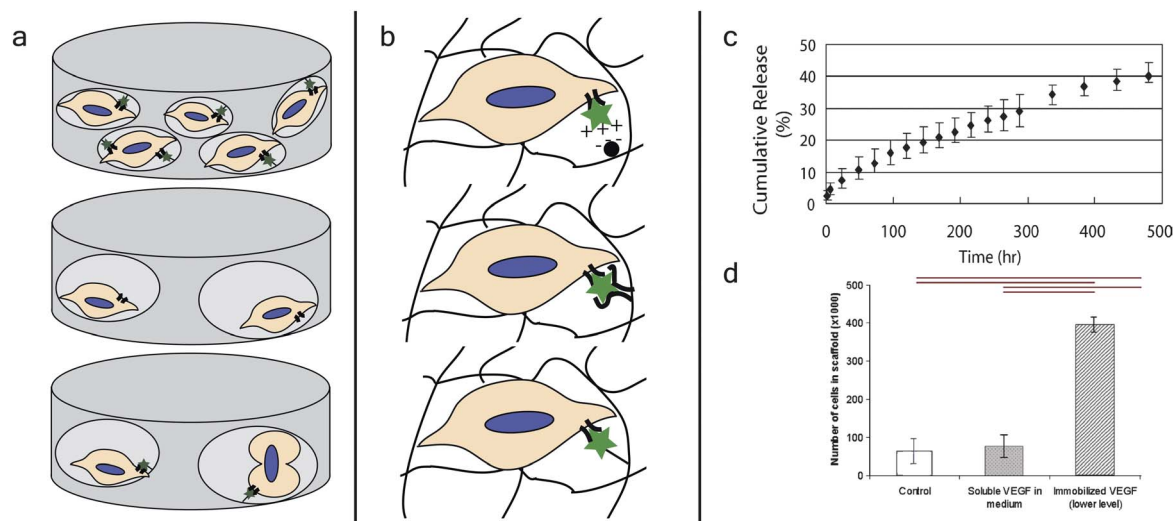 a
b
+ + +
- - -
c
Cumulative Release
(%)
50
40
30
20
10
0
0
100
200
300
400
500
Time (hr)
d
Number of cells in scaffold (x1000)
500
400
300
200
100
0
Control
Soluble VEGF in
medium
Immobilized VEGF
(lower level)